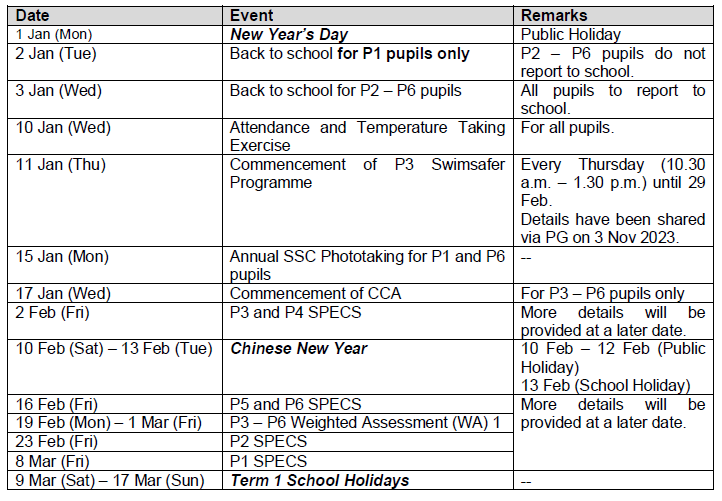 Date Event Remarks
1 Jan (Mon) New Year's Day Public Holiday
2 Jan (Tue) Back to school for P1 pupils only P2 – P6 pupils do not
report to school.
3 Jan (Wed) Back to school for P2 – P6 pupils All pupils to report to
school.
10 Jan (Wed) Attendance and Temperature Taking For all pupils.
Exercise
11 Jan (Thu) Commencement of P3 Swimsafer Every Thursday (10.30
Programme a.m. – 1.30 p.m.) until 29
Feb.
Details have been shared
via PG on 3 Nov 2023.
15 Jan (Mon) Annual SSC Phototaking for P1 and P6 --
pupils
17 Jan (Wed) Commencement of CCA For P3 – P6 pupils only
2 Feb (Fri) P3 and P4 SPECS More details will be
provided at a later date.
10 Feb (Sat) – 13 Feb (Tue) Chinese New Year 10 Feb – 12 Feb (Public
Holiday)
13 Feb (School Holiday)
16 Feb (Fri) P5 and P6 SPECS More details will be
19 Feb (Mon) – 1 Mar (Fri) P3 – P6 Weighted Assessment (WA) 1 provided at a later date.
23 Feb (Fri) P2 SPECS
8 Mar (Fri) P1 SPECS
9 Mar (Sat) – 17 Mar (Sun) Term 1 School Holidays --